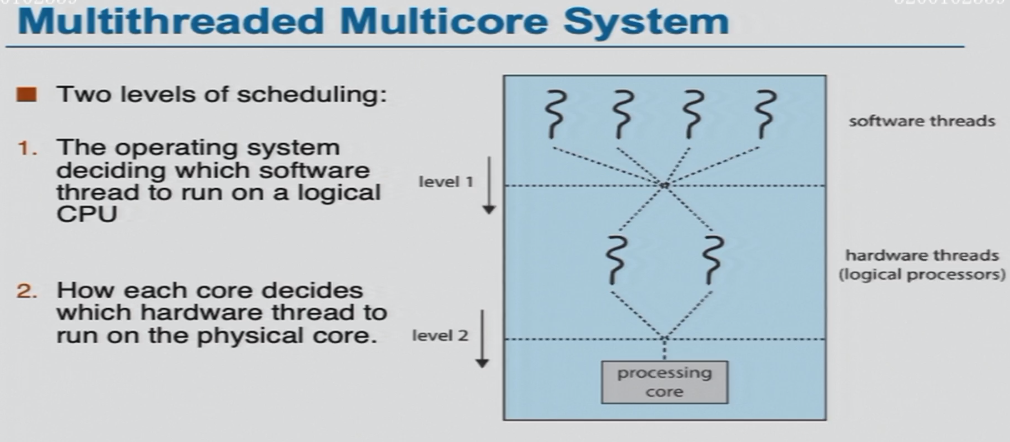 Multithreaded Multicore System
Two levels of scheduling:
1. The operating system
deciding which software
thread to run on a logical
CPU
2. How each core decides
which hardware thread to
run on the physical core.
level 1
level 2
software threads
hardware threads
(logical processors)
processing
core